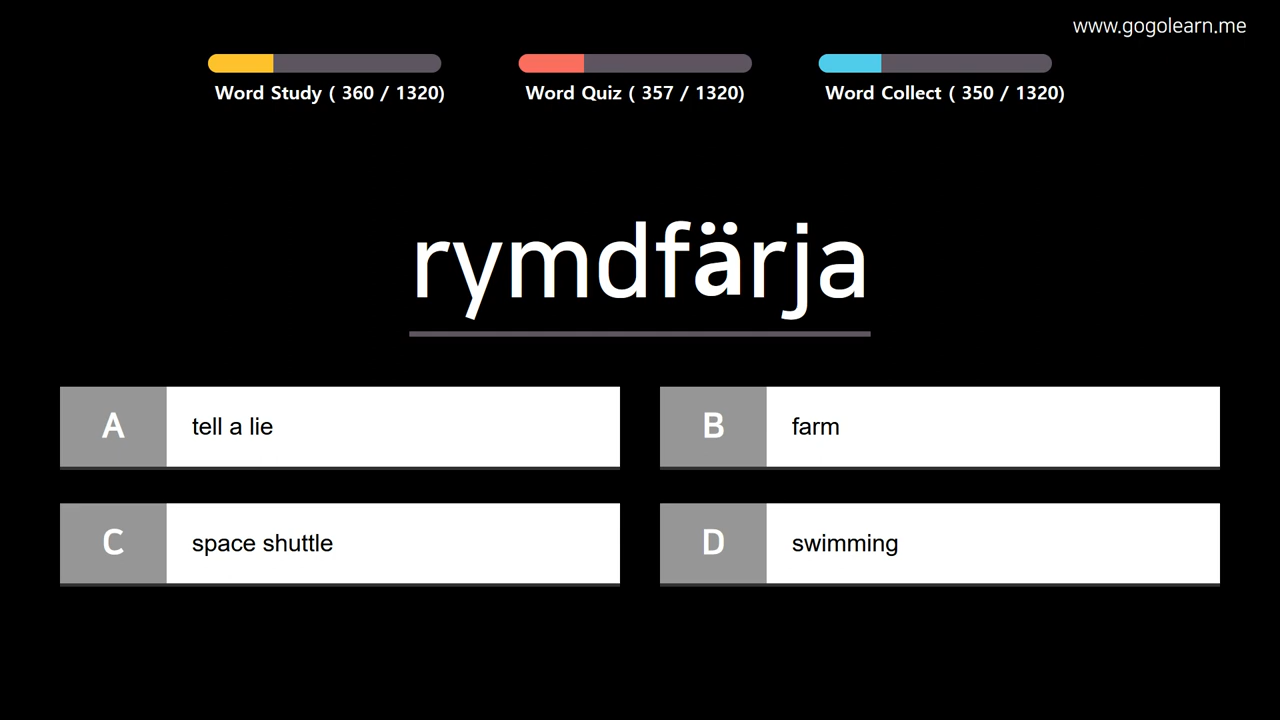 www.gogolearn.me
Word Study ( 360 / 1320)
Word Quiz ( 357 / 1320)
Word Collect ( 350 / 1320)
rymdfärja
A tell a lie
B farm
C space shuttle
D swimming